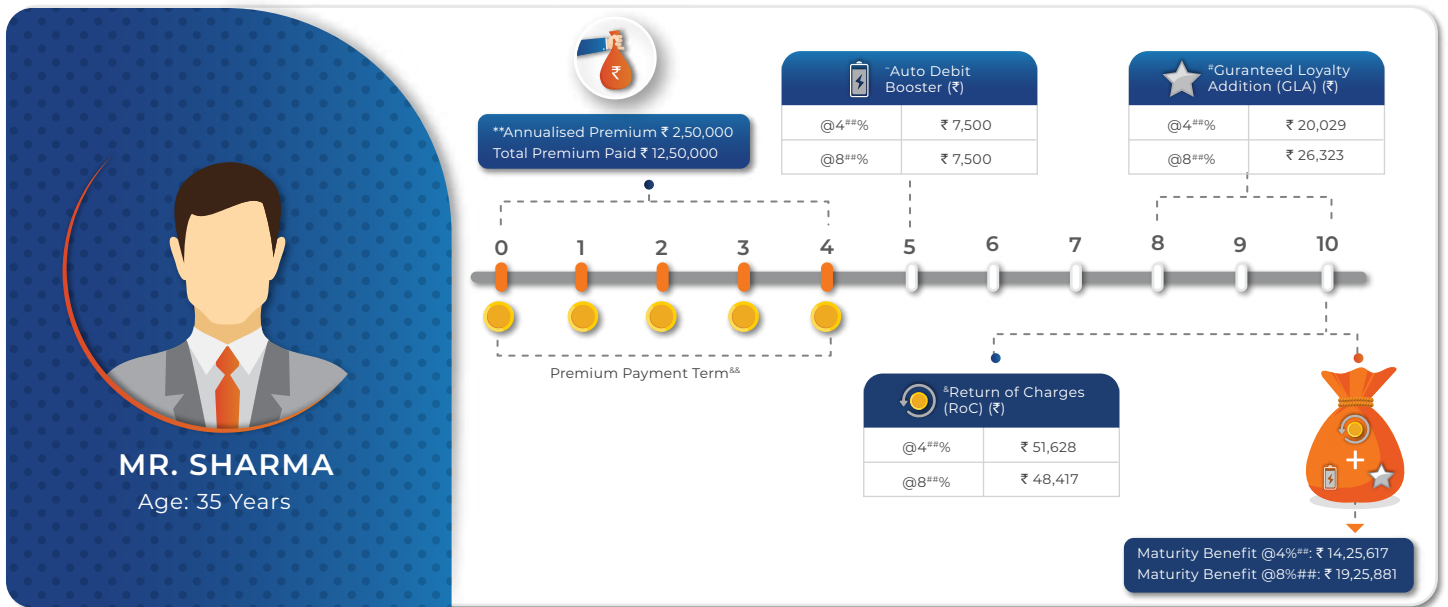 MR. SHARMA
Age: 35 Years
₹
**Annualised Premium ₹ 2,50,000
Total Premium Paid ₹ 12,50,000
~Auto Debit
Booster (₹)
@4##% ₹ 7,500
@8##% ₹ 7,500
#Guranteed Loyalty
Addition (GLA) (₹)
@4##% ₹ 20,029
@8##% ₹ 26,323
0 1 2 3 4 5 6 7 8 9 10
Premium Payment Term&&
&Return of Charges
(RoC) (₹)
@4##% ₹ 51,628
@8##% ₹ 48,417
+
Maturity Benefit @4%##: ₹ 14,25,617
Maturity Benefit @8%##: ₹ 19,25,881